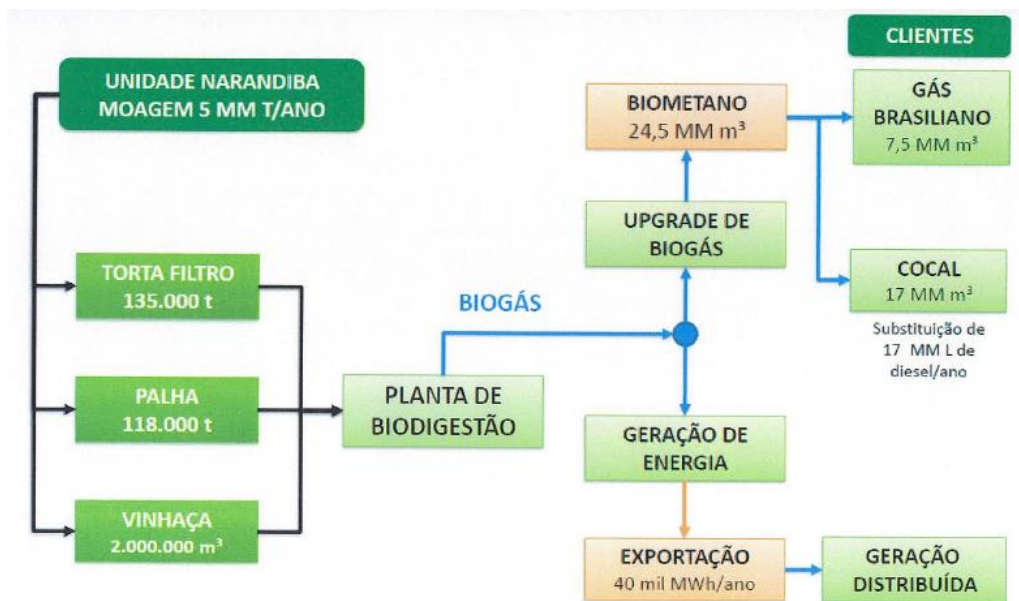 CLIENTES
UNIDADE NARANDIBA
MOAGEM 5 MM T/ANO
TORTA FILTRO
135.000 t
PALHA
118.000 t
VINHAÇA
2.000.000 m³
PLANTA DE
BIODIGESTÃO
BIOGÁS
BIOMETANO
24,5 MM m³
UPGRADE DE
BIOGÁS
GERAÇÃO DE
ENERGIA
EXPORTAÇÃO
40 mil MWh/ano
GÁS
BRASILIANO
7,5 MM m³
COCAL
17 MM m³
Substituição de
17 MM L de
diesel/ano
GERAÇÃO
DISTRIBUÍDA